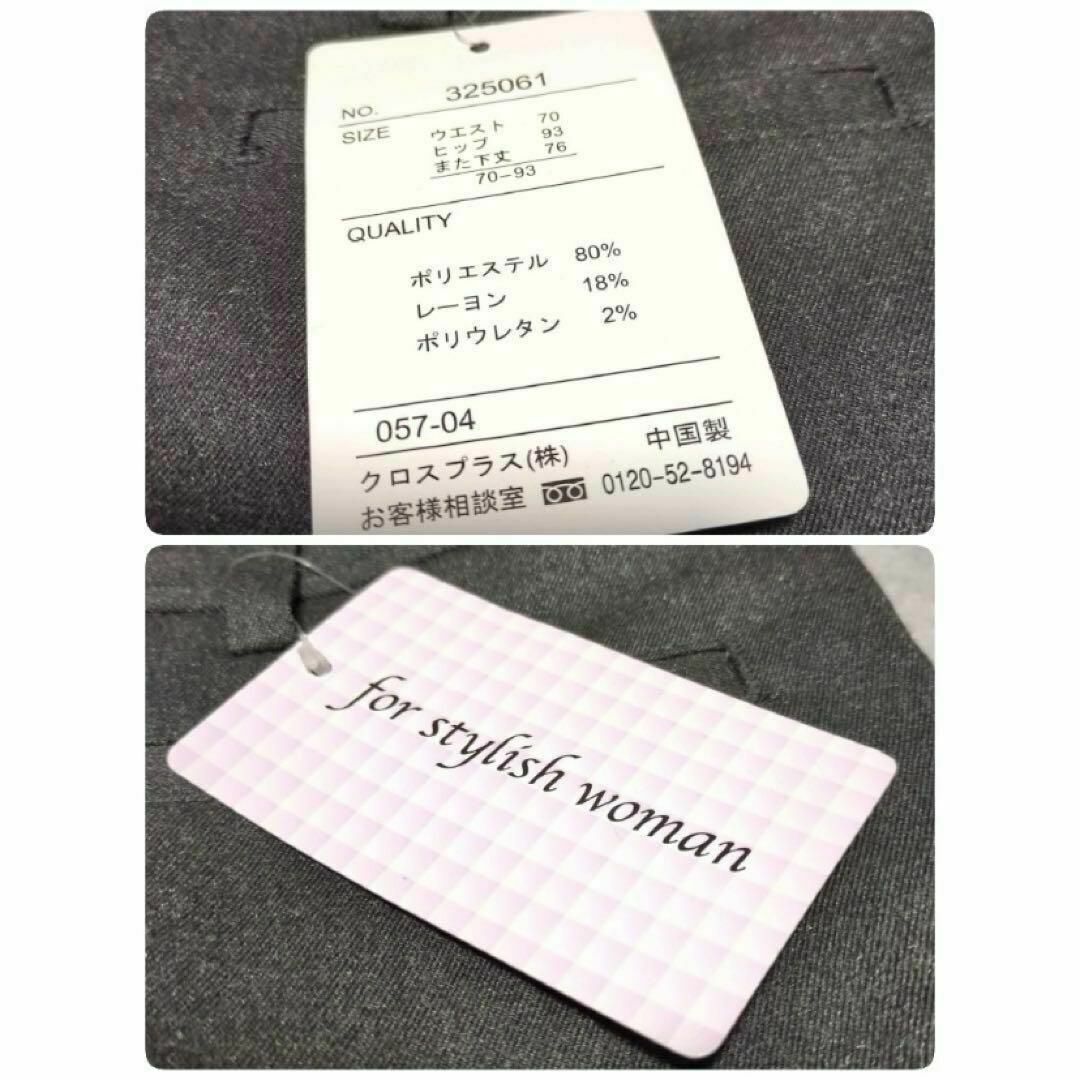 NO. 325061
SIZE ウエスト 70
ヒップ 93
また下丈 76
70-93
QUALITY
ポリエステル 80%
レーヨン 18%
ポリウレタン 2%
057-04
クロスプラス(株) 中国製
お客様相談室 0120-52-8194
for stylish woman